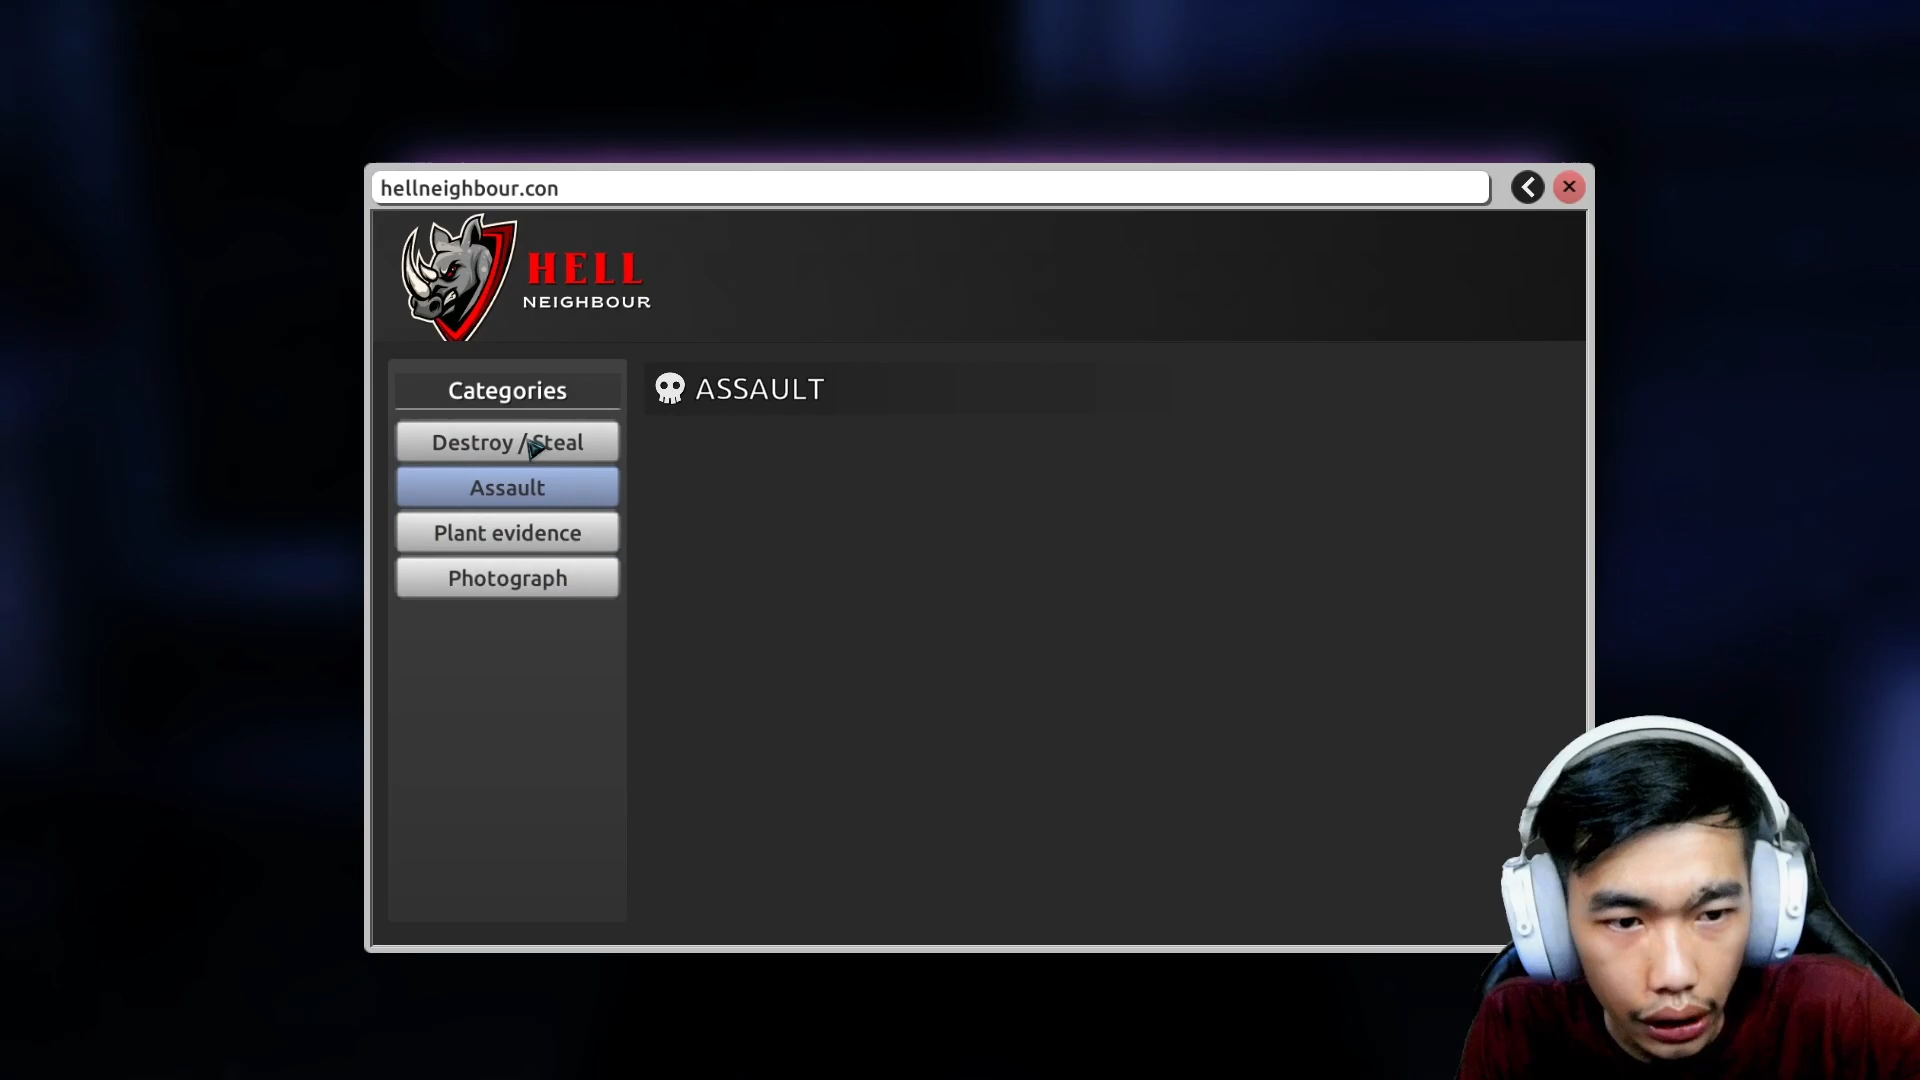 hellneighbour.con
HELL
NEIGHBOUR
Categories
Destroy / Steal
Assault
Plant evidence
Photograph
ASSAULT